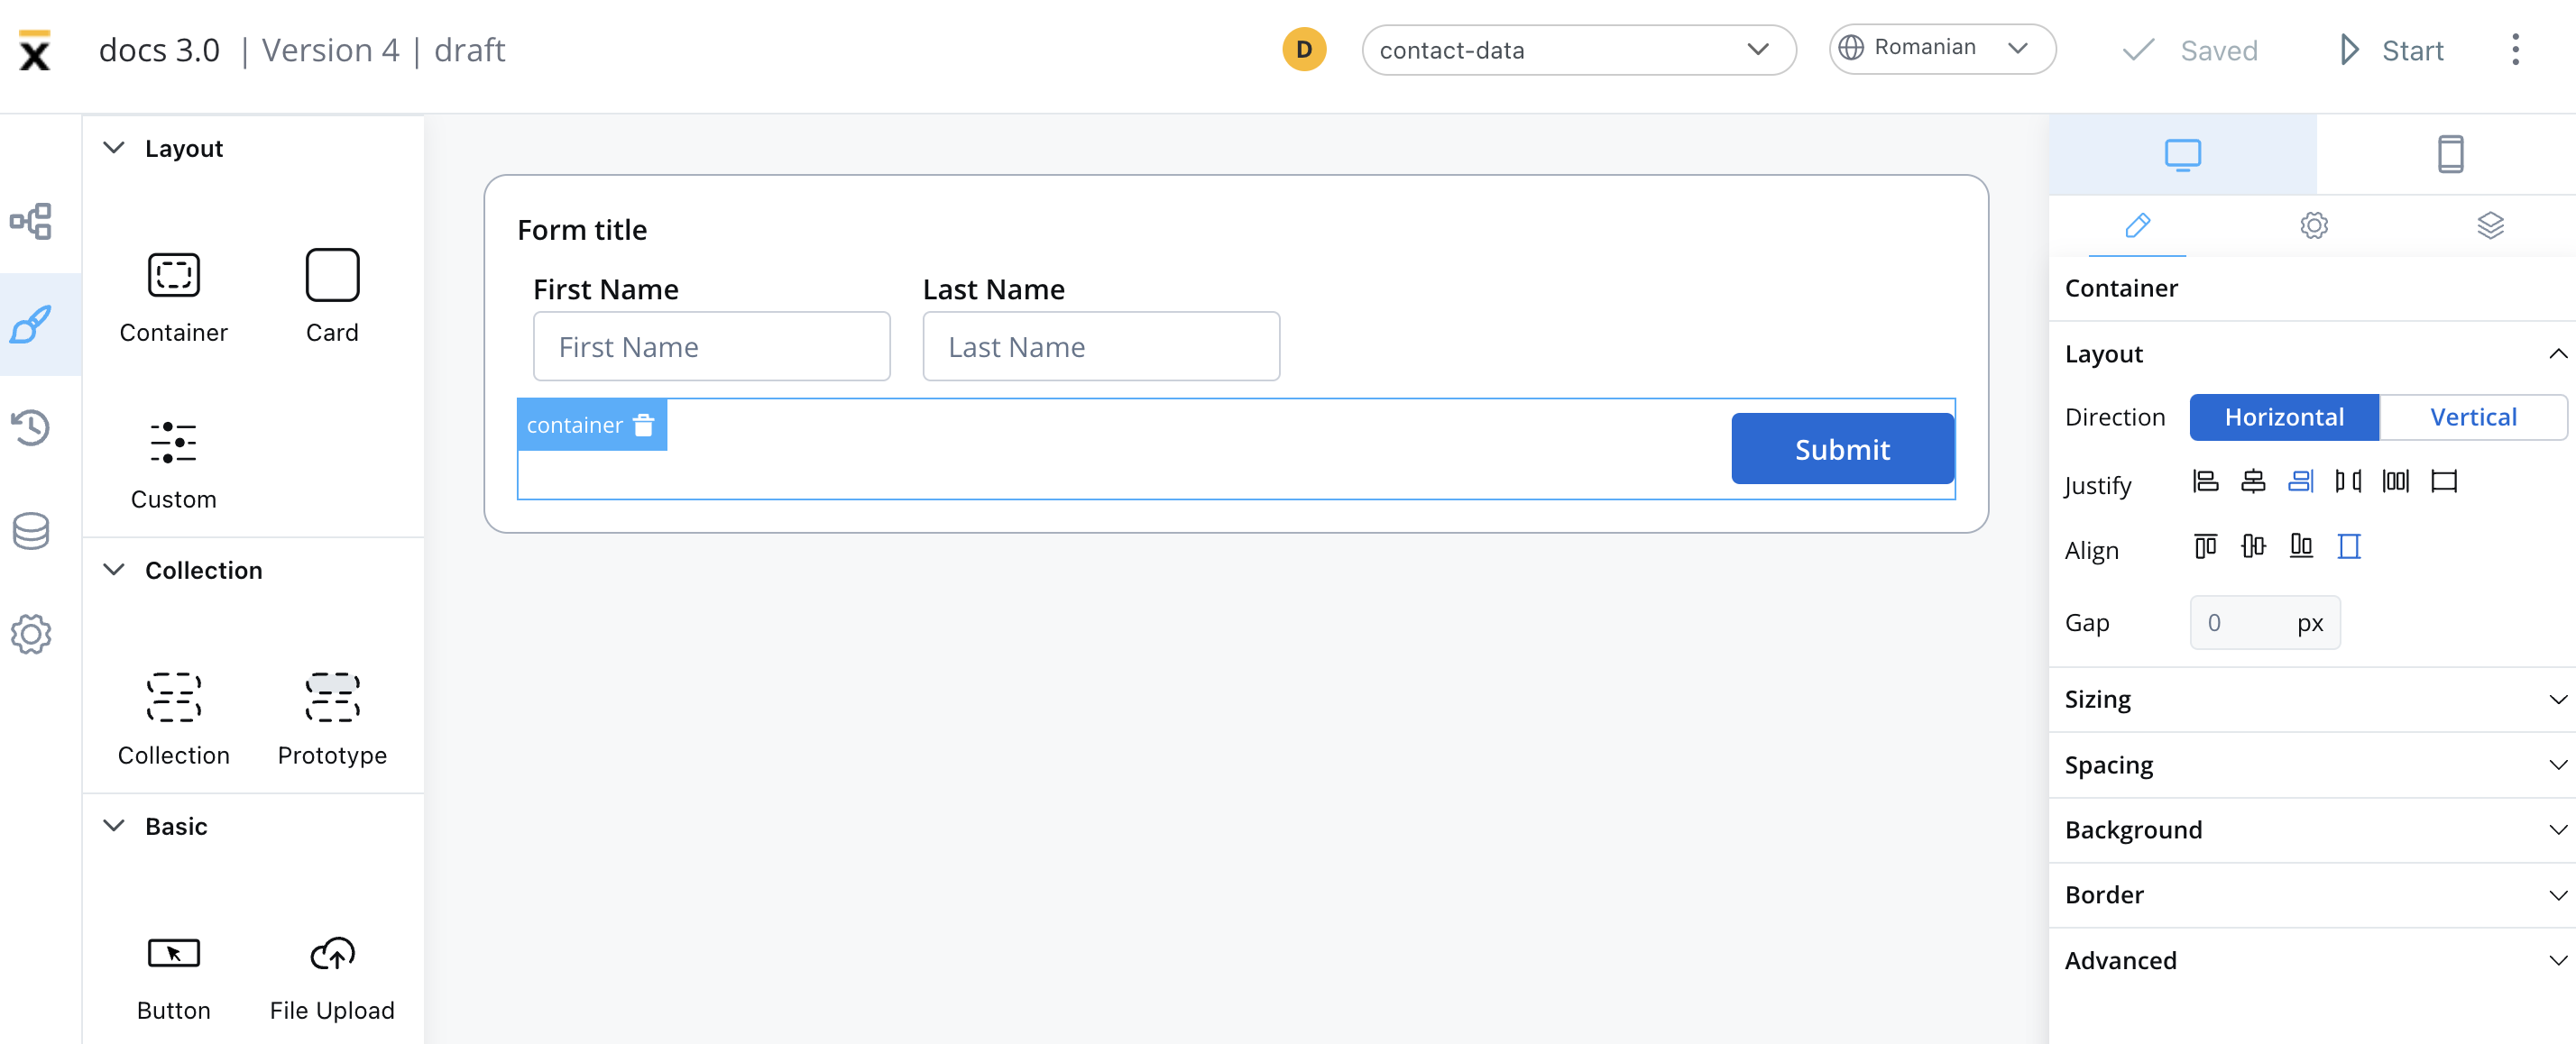 docs 3.0 | Version 4 | draft
D
contact-data
Romanian
Saved
Start
Layout
Container
Card
Custom
Collection
Collection
Prototype
Basic
Button
File Upload
Form title
First Name
Last Name
First Name
Last Name
container
Submit
Container
Layout
Direction
Horizontal
Vertical
Justify
Align
Gap
0
px
Sizing
Spacing
Background
Border
Advanced